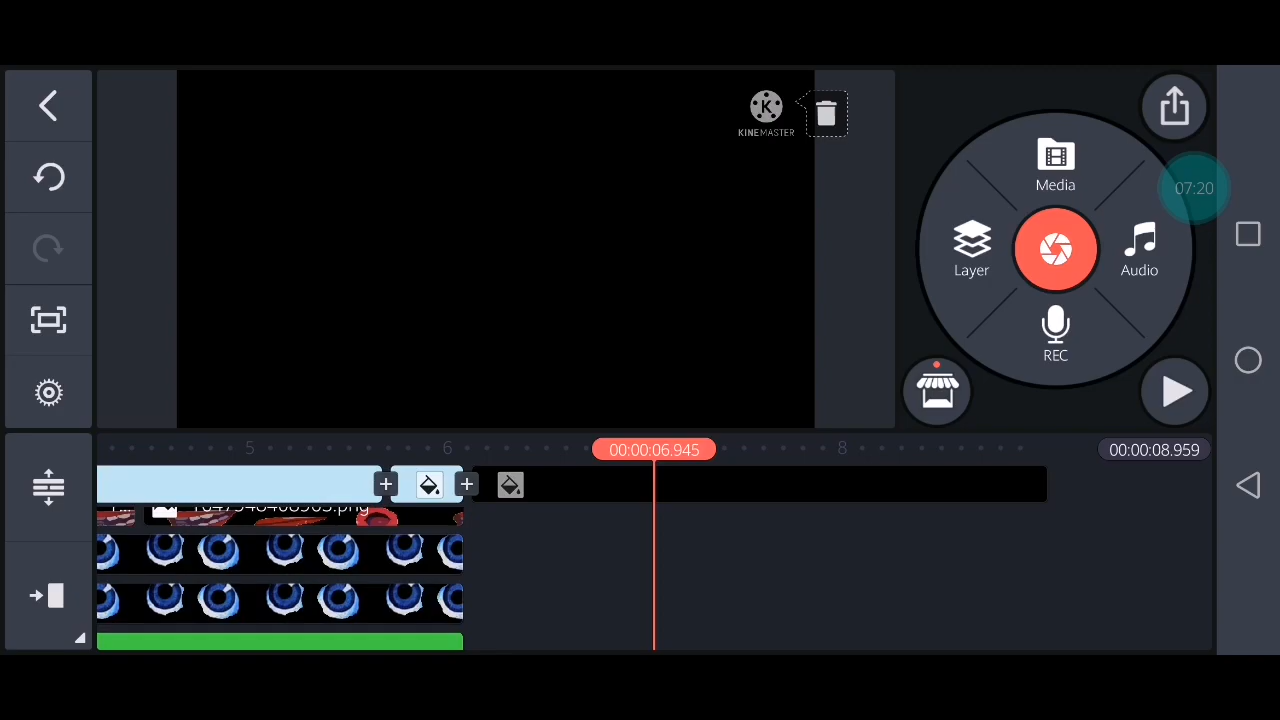 KINEMASTER
Media
07:20
Layer
Audio
REC
5
6
00:00:06.945
8
00:00:08.959